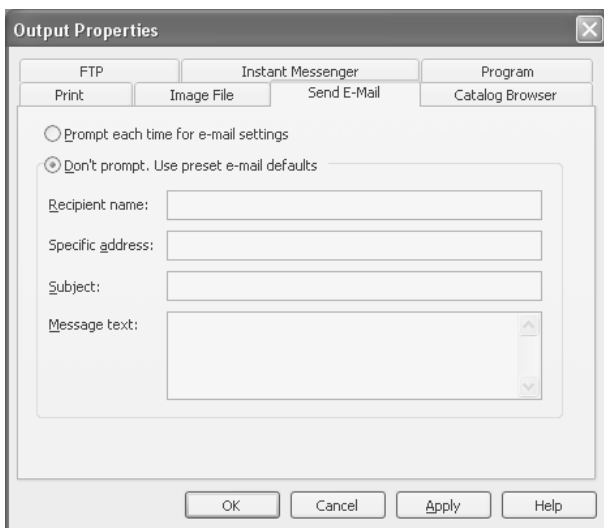 Output Properties
FTP Instant Messenger Program
Print Image File Send E-Mail Catalog Browser
Prompt each time for e-mail settings
Don't prompt. Use preset e-mail defaults
Recipient name:
Specific address:
Subject:
Message text:
OK Cancel Apply Help